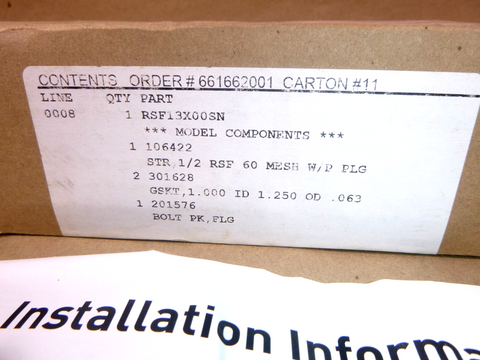 CONTENTS ORDER # 661662001 CARTON #11
LINE QTY PART
0008 1 RSF13X00SN
*** MODEL COMPONENTS ***
1 106422
STR,1/2 RSF 60 MESH W/P PLG
2 301628
GSKT,1.000 ID 1.250 OD .063
1 201576
BOLT PK,FLG
Installation Informa